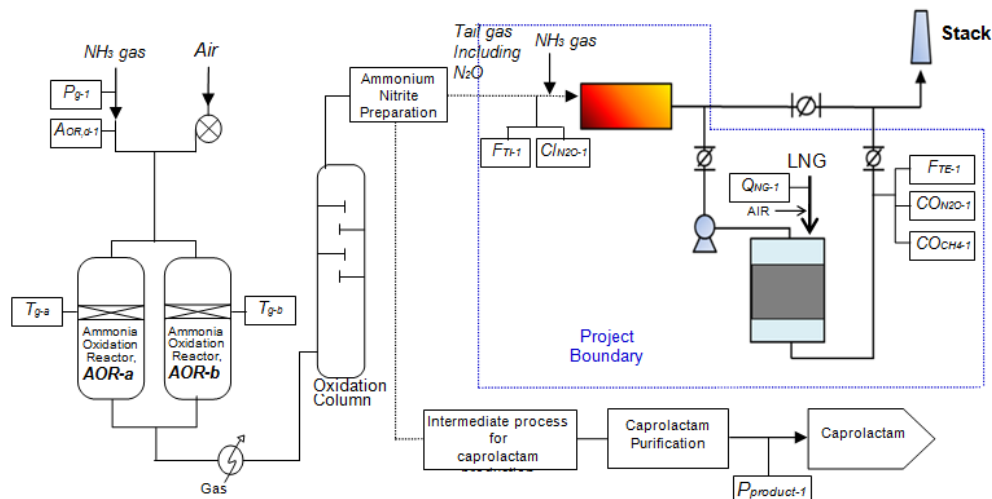 NH3 gas
Air
Pg-1
AOR,d-1
Tg-a
Tg-b
Ammonia
Oxidation
Reactor,
AOR-a
Ammonia
Oxidation
Reactor,
AOR-b
Gas
Oxidation
Column
Ammonium
Nitrite
Preparation
Tail gas
Including
N2O
NH3 gas
FTI-1
CIN2O-1
Stack
LNG
QNG-1
AIR
FTE-1
CON2O-1
COCH4-1
Project
Boundary
Intermediate process
for
caprolactam
production
Caprolactam
Purification
Caprolactam
Pproduct-1